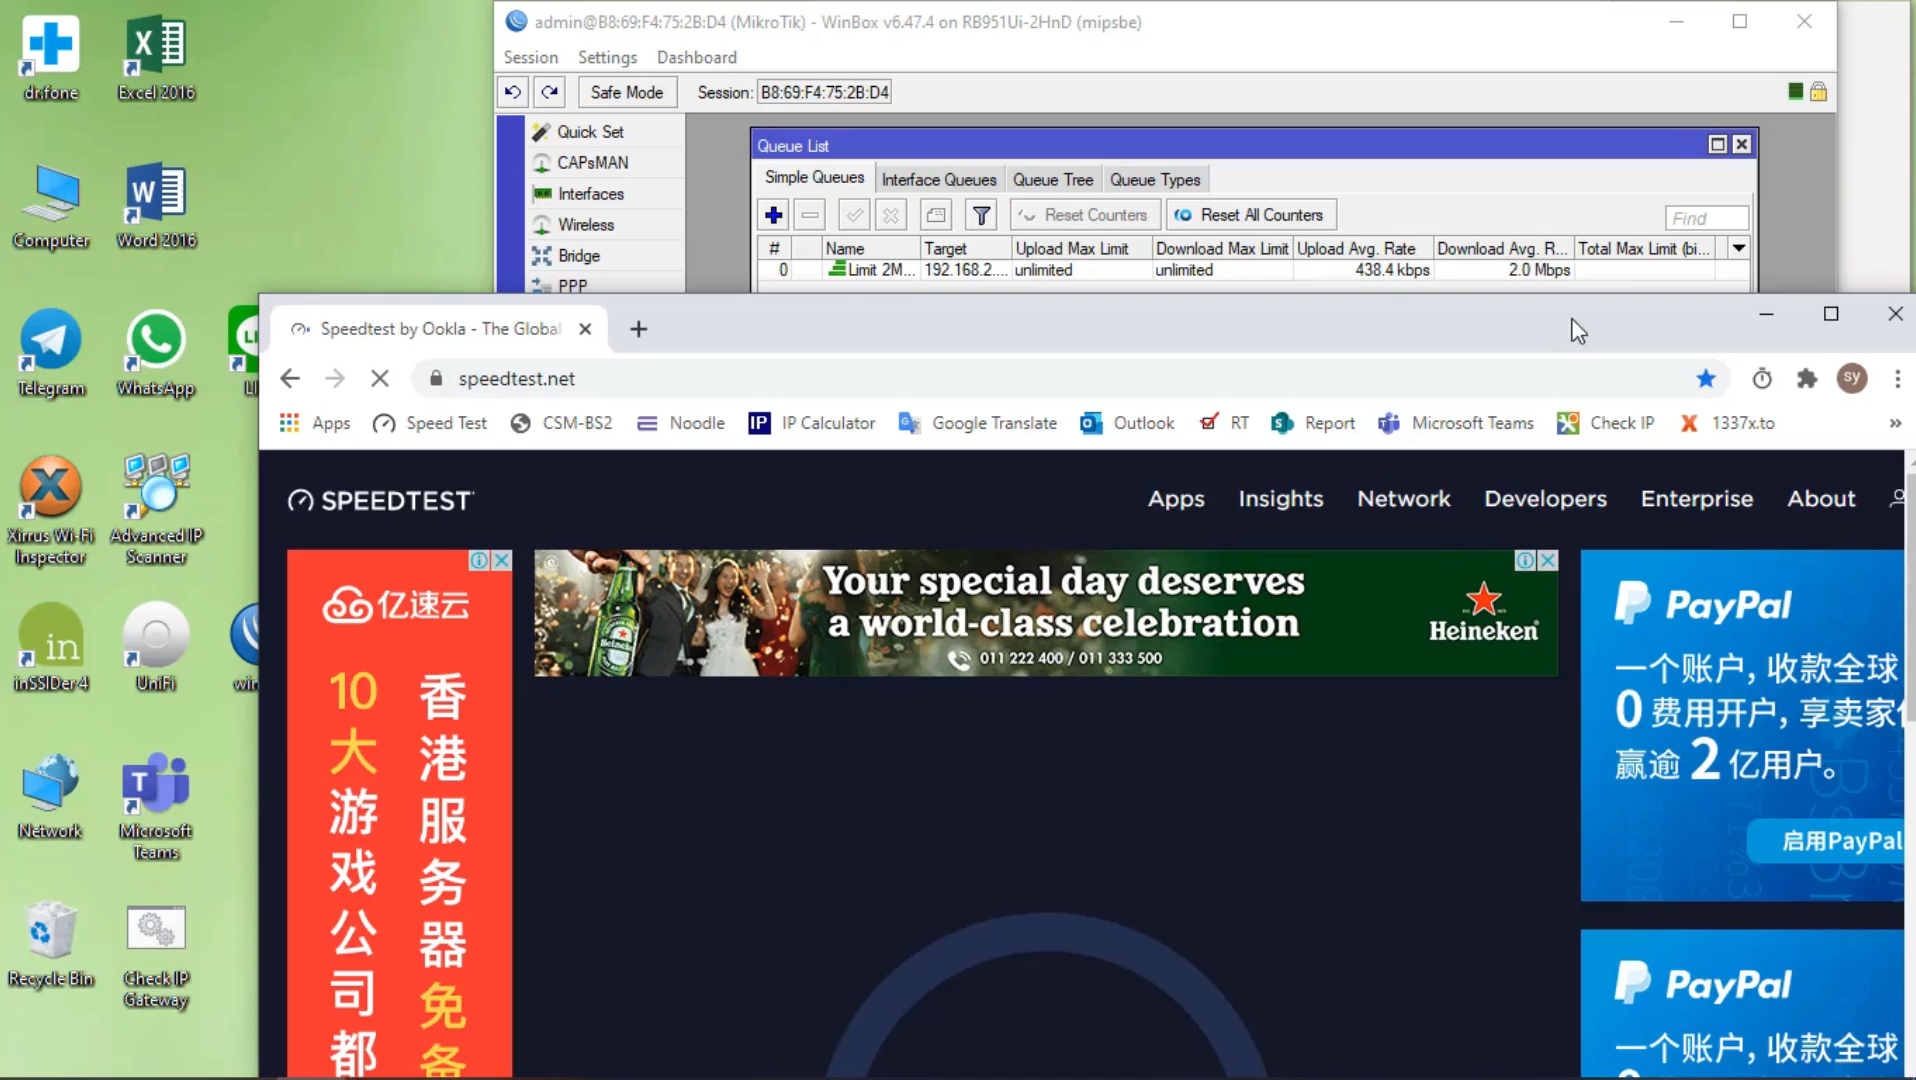 dr.fone
Excel 2016
Computer
Word 2016
Telegram
WhatsApp
Xirrus Wi-Fi Inspector
Advanced IP Scanner
inSSIDer 4
UniFi
Network
Microsoft Teams
Recycle Bin
Check IP Gateway
admin@B8:69:F4:75:2B:D4 (MikroTik) - WinBox v6.47.4 on RB951Ui-2HnD (mipsbe)
Session Settings Dashboard
Safe Mode Session: B8:69:F4:75:2B:D4
Quick Set
CAPsMAN
Interfaces
Wireless
Bridge
PPP
Queue List
Simple Queues Interface Queues Queue Tree Queue Types
Reset Counters Reset All Counters Find
# Name Target Upload Max Limit Download Max Limit Upload Avg. Rate Download Avg. R... Total Max Limit (bi...
0 Limit 2M... 192.168.2.... unlimited unlimited 438.4 kbps 2.0 Mbps
Speedtest by Ookla - The Global
speedtest.net
sy
Apps Speed Test CSM-BS2 Noodle IP Calculator Google Translate Outlook RT Report Microsoft Teams Check IP 1337x.to
SPEEDTEST
Apps Insights Network Developers Enterprise About
亿速云
10大游戏公司都
香港服务器免备
Your special day deserves
a world-class celebration
011 222 400 / 011 333 500
Heineken
PayPal
一个账户, 收款全球
0 费用开户, 享卖家
赢逾 2 亿用户。
启用PayPal
PayPal
一个账户, 收款全球